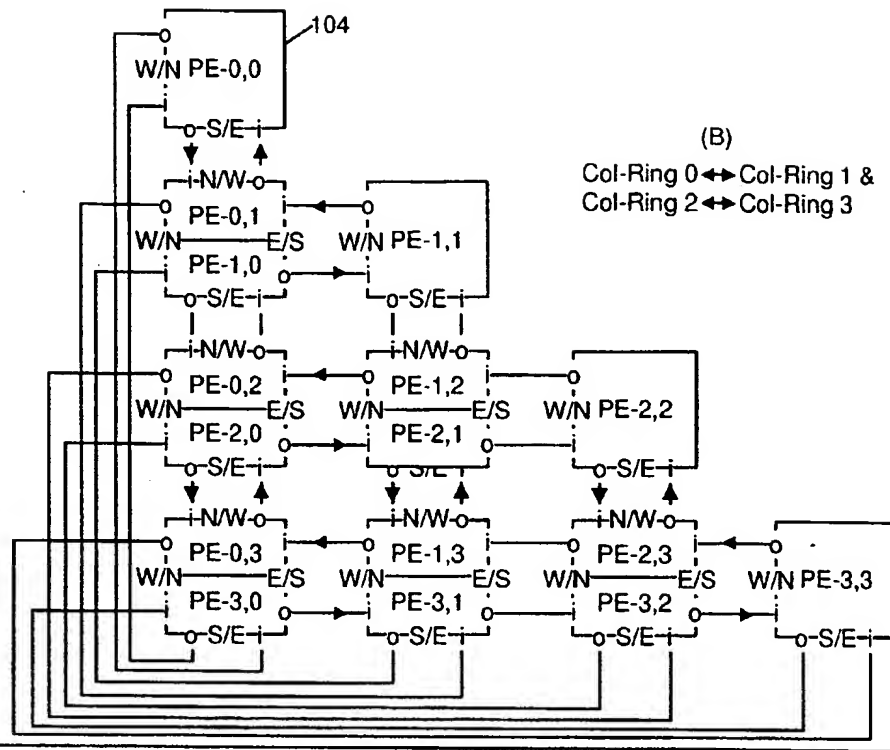 104
o
W/N PE-0,0
i
o-S/E-i
(B)
Col-Ring 0 ↔ Col-Ring 1 &
Col-Ring 2 ↔ Col-Ring 3
i-N/W-o
o PE-0,1 i o
W/N E/S W/N PE-1,1
i PE-1,0 o i
o-S/E-i o-S/E-i
i-N/W-o i-N/W-o
o PE-0,2 i o PE-1,2 i o
W/N E/S W/N E/S W/N PE-2,2
i PE-2,0 o i PE-2,1 o i
o-S/E-i o-S/E-i o-S/E-i
i-N/W-o i-N/W-o i-N/W-o
o PE-0,3 i o PE-1,3 i o PE-2,3 i o
W/N E/S W/N E/S W/N E/S W/N PE-3,3
i PE-3,0 o i PE-3,1 o i PE-3,2 o i
o-S/E-i o-S/E-i o-S/E-i o-S/E-i